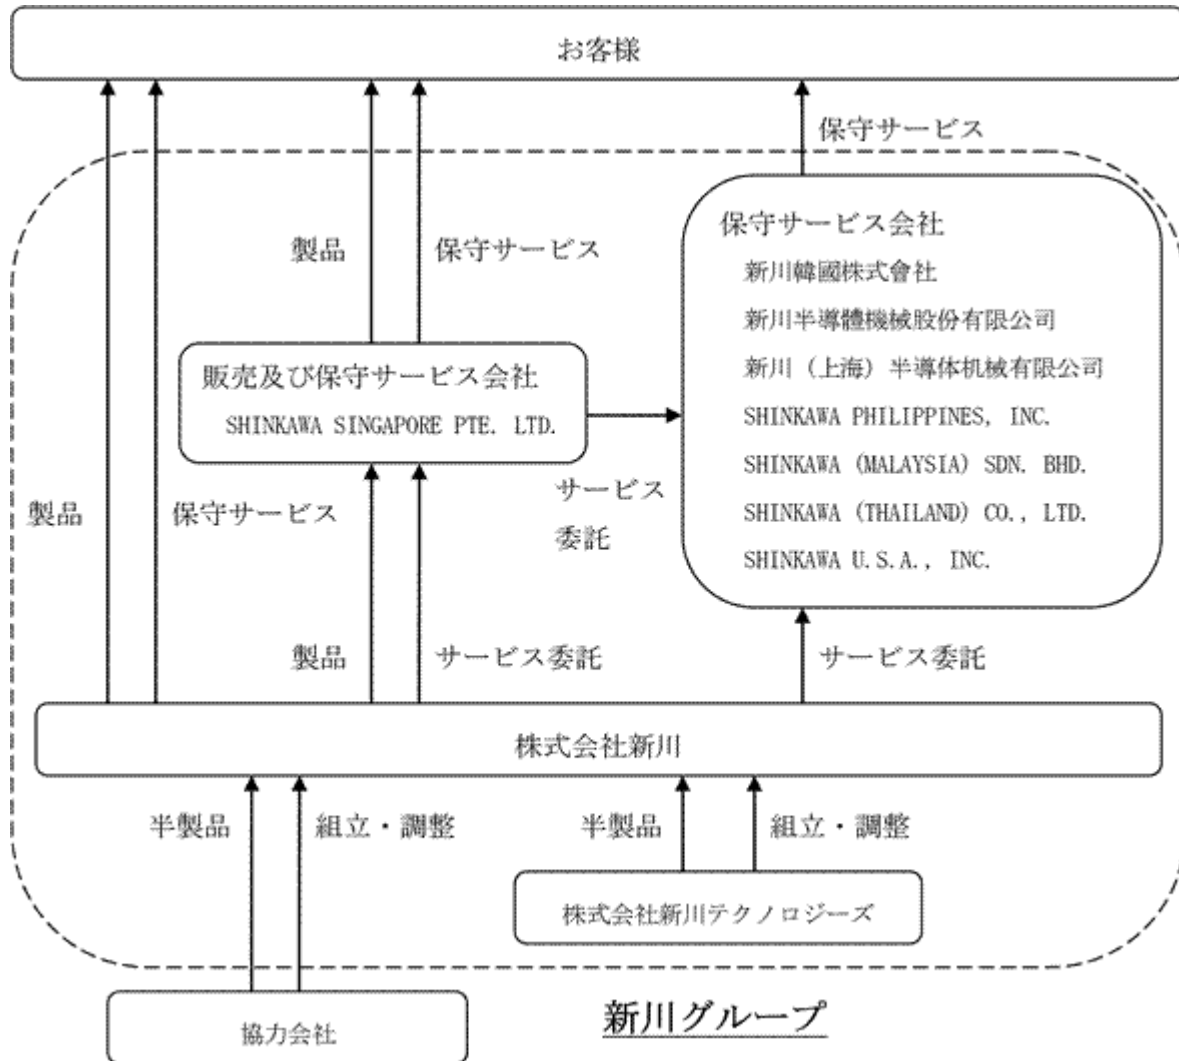 お客様
保守サービス
保守サービス会社
新川韓國株式會社
新川半導體機械股份有限公司
新川（上海）半導体机械有限公司
SHINKAWA PHILIPPINES, INC.
SHINKAWA (MALAYSIA) SDN. BHD.
SHINKAWA (THAILAND) CO., LTD.
SHINKAWA U.S.A., INC.
製品
保守サービス
販売及び保守サービス会社
SHINKAWA SINGAPORE PTE. LTD.
サービス
委託
製品
保守サービス
製品
サービス委託
サービス委託
株式会社新川
半製品
組立・調整
半製品
組立・調整
株式会社新川テクノロジーズ
協力会社
新川グループ